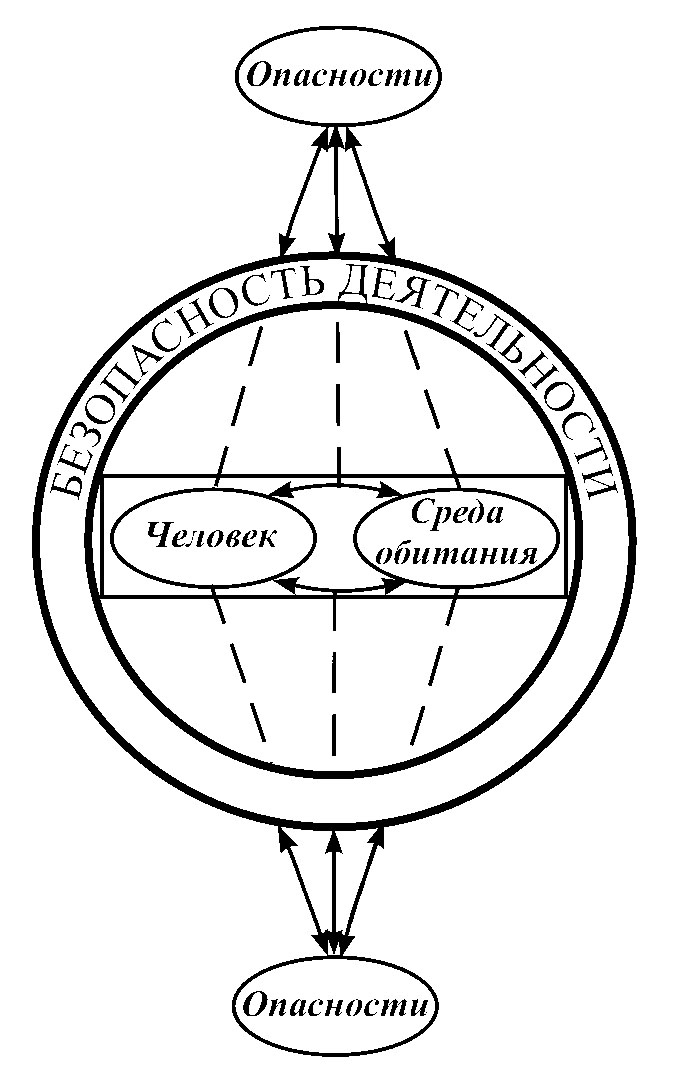 Опасности
БЕЗОПАСНОСТЬ ДЕЯТЕЛЬНОСТИ
Человек
Среда
обитания
Опасности